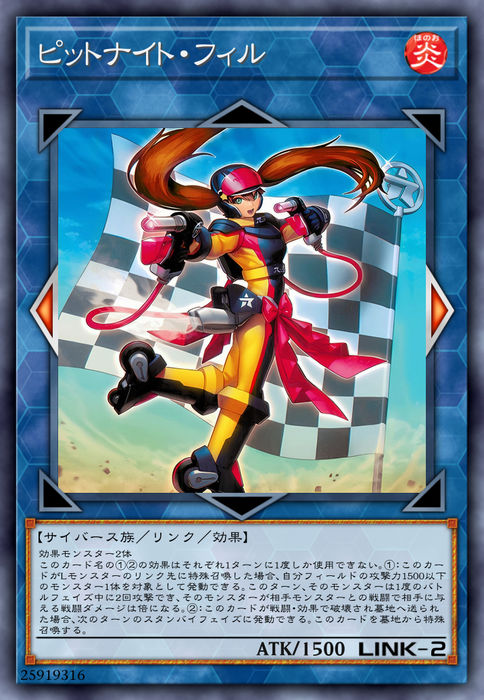 ピットナイト・フィル
ほのお
炎
【サイバース族／リンク／効果】
効果モンスター2体
このカード名の①②の効果はそれぞれ1ターンに1度しか使用できない。①：このカー
ドがLモンスターのリンク先に特殊召喚した場合、自分フィールドの攻撃力1500以下
のモンスター1体を対象として発動できる。このターン、そのモンスターは1度のバト
ルフェイズ中に2回攻撃でき、そのモンスターが相手モンスターとの戦闘で相手に与
える戦闘ダメージは倍になる。②：このカードが戦闘・効果で破壊され墓地へ送られ
た場合、次のターンのスタンバイフェイズに発動できる。このカードを墓地から特殊
召喚する。
ATK/1500 LINK-2
25919316